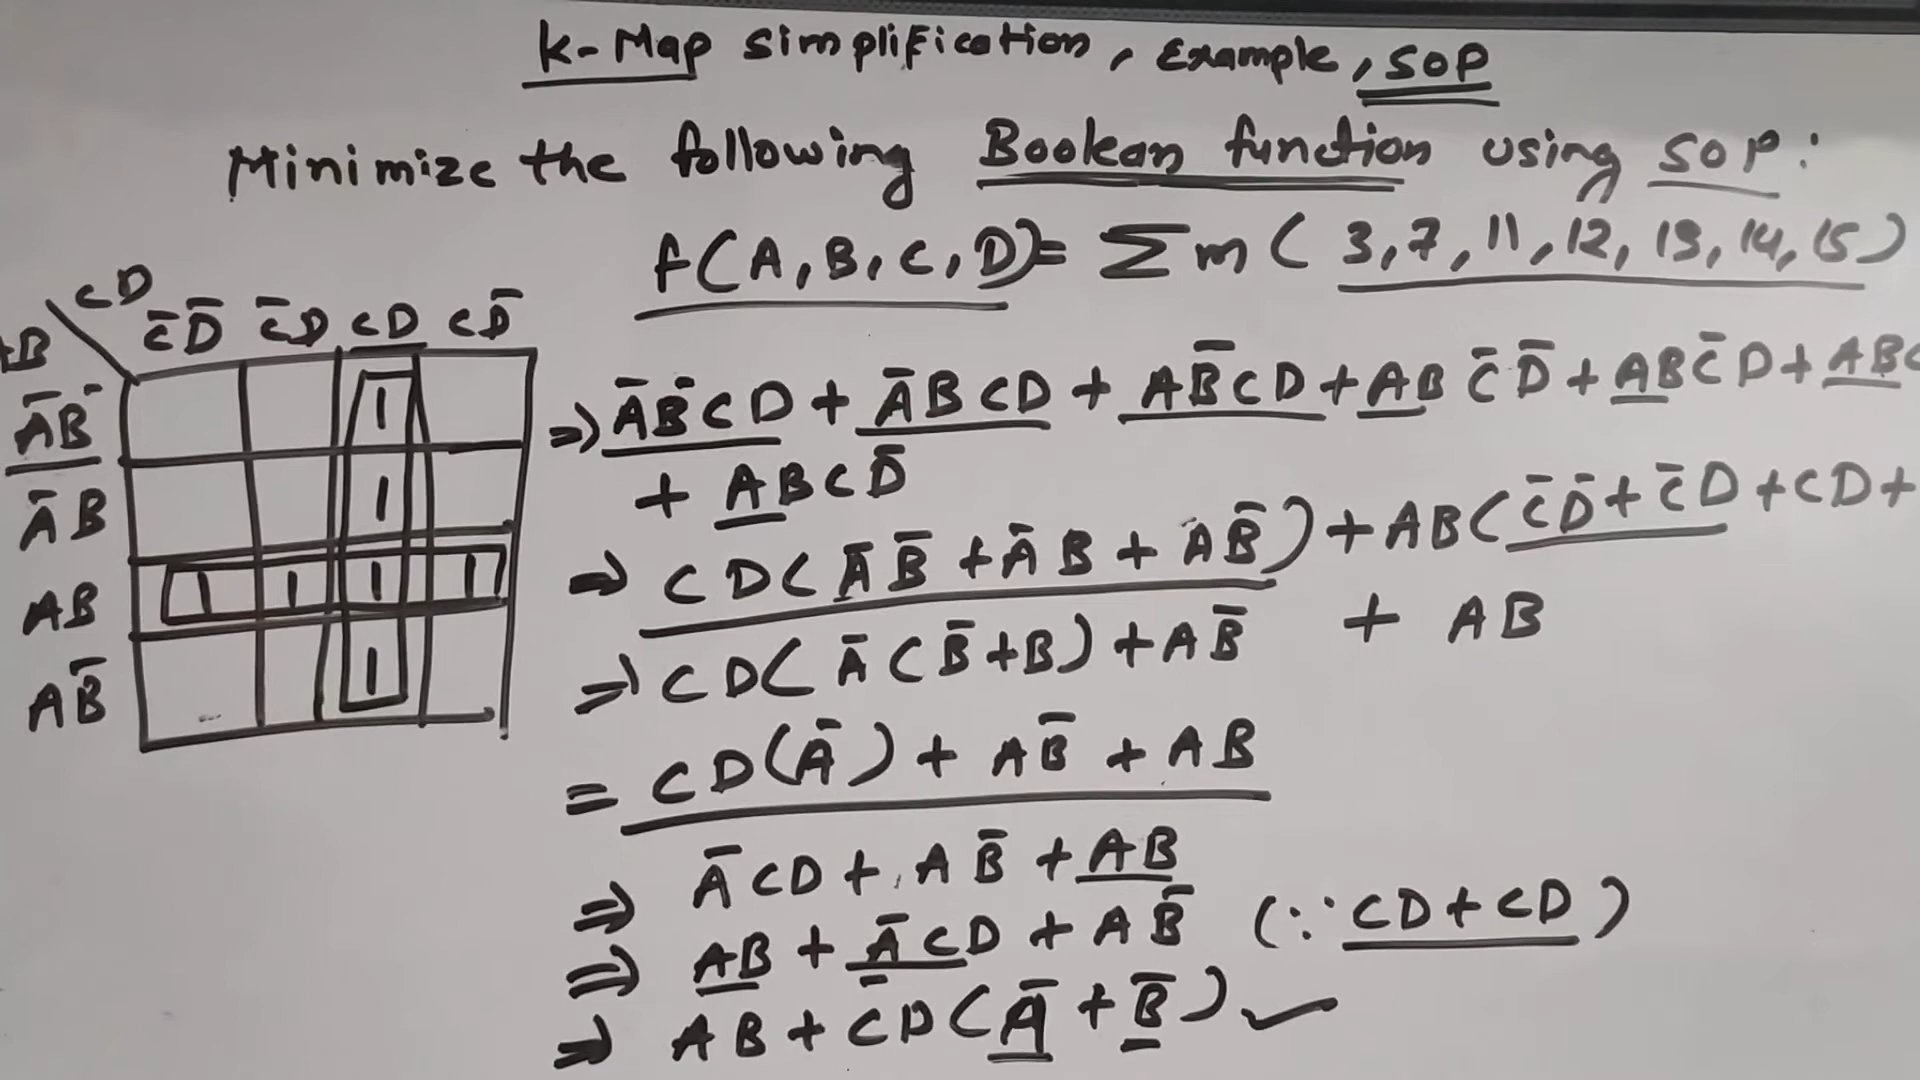 K-Map simplification, Example, SOP
Minimize the following Boolean function using SOP:
f(A,B,C,D)= Σm( 3,7,11,12,13,14,15)
CD
C̄D̄ C̄D CD CD̄
ĀB̄ 1
ĀB 1
AB 1 1 1 1
AB̄ 1
⇒ ĀB̄CD + ĀBCD + AB̄CD + AB C̄D̄ + ABC̄D + ABC
+ ABCD̄
⇒ CD( ĀB̄ + ĀB + AB̄) + AB( C̄D̄ + C̄D + CD +
⇒ CD( Ā( B̄+B) + AB̄ + AB
= CD(Ā) + AB̄ + AB
⇒ ĀCD + AB̄ + AB
⇒ AB + ĀCD + AB̄ (∵ CD + CD )
⇒ AB + CD( Ā + B̄ ) ✓